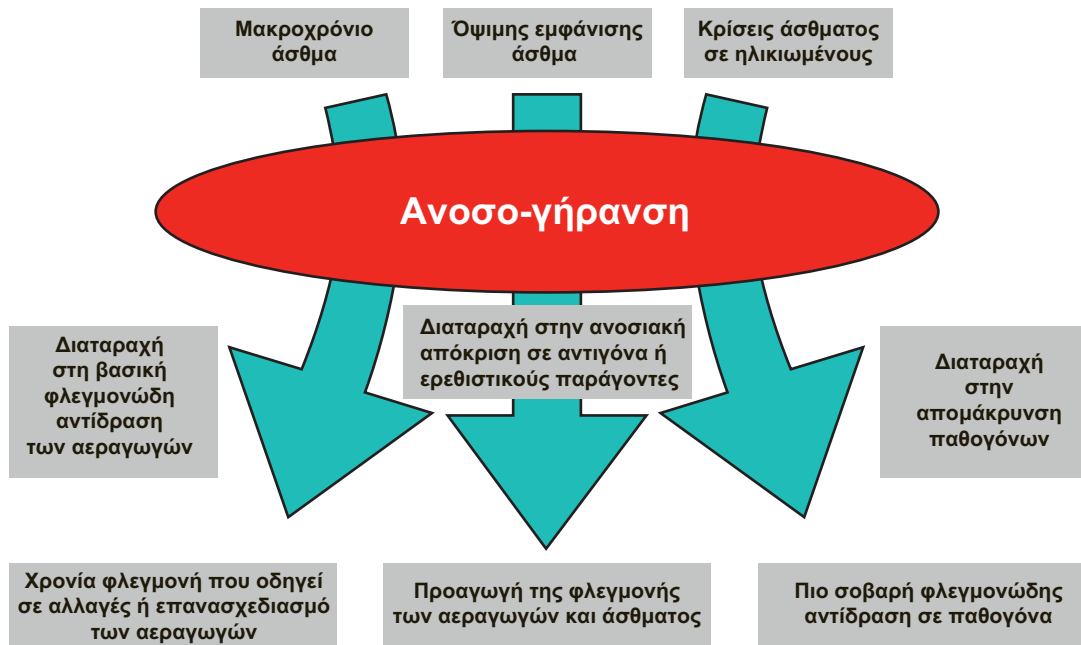 Μακροχρόνιο
άσθμα
Όψιμης εμφάνισης
άσθμα
Κρίσεις άσθματος
σε ηλικιωμένους
Ανοσο-γήρανση
Διαταραχή
στη βασική
φλεγμονώδη
αντίδραση
των αεραγωγών
Διαταραχή στην ανοσιακή
απόκριση σε αντιγόνα ή
ερεθιστικούς παράγοντες
Διαταραχή
στην
απομάκρυνση
παθογόνων
Χρονία φλεγμονή που οδηγεί
σε αλλαγές ή επανασχεδιασμό
των αεραγωγών
Προαγωγή της φλεγμονής
των αεραγωγών και άσθματος
Πιο σοβαρή φλεγμονώδης
αντίδραση σε παθογόνα